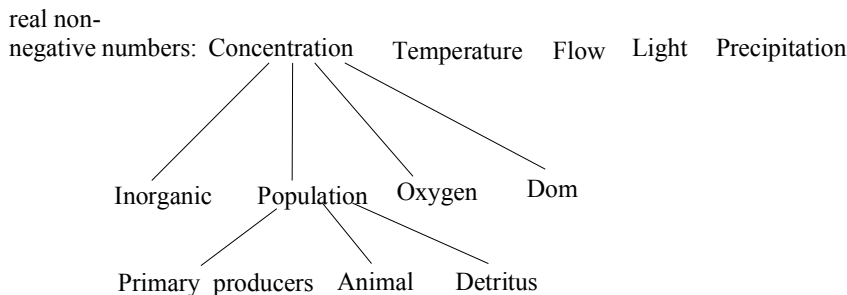 real non-
negative numbers: Concentration Temperature Flow Light Precipitation
Inorganic Population Oxygen Dom
Primary producers Animal Detritus